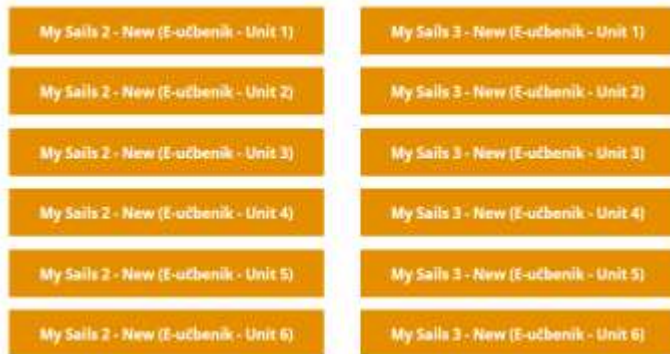 My Sails 2 - New (E-učbenik - Unit 1)
My Sails 3 - New (E-učbenik - Unit 1)
My Sails 2 - New (E-učbenik - Unit 2)
My Sails 3 - New (E-učbenik - Unit 2)
My Sails 2 - New (E-učbenik - Unit 3)
My Sails 3 - New (E-učbenik - Unit 3)
My Sails 2 - New (E-učbenik - Unit 4)
My Sails 3 - New (E-učbenik - Unit 4)
My Sails 2 - New (E-učbenik - Unit 5)
My Sails 3 - New (E-učbenik - Unit 5)
My Sails 2 - New (E-učbenik - Unit 6)
My Sails 3 - New (E-učbenik - Unit 6)